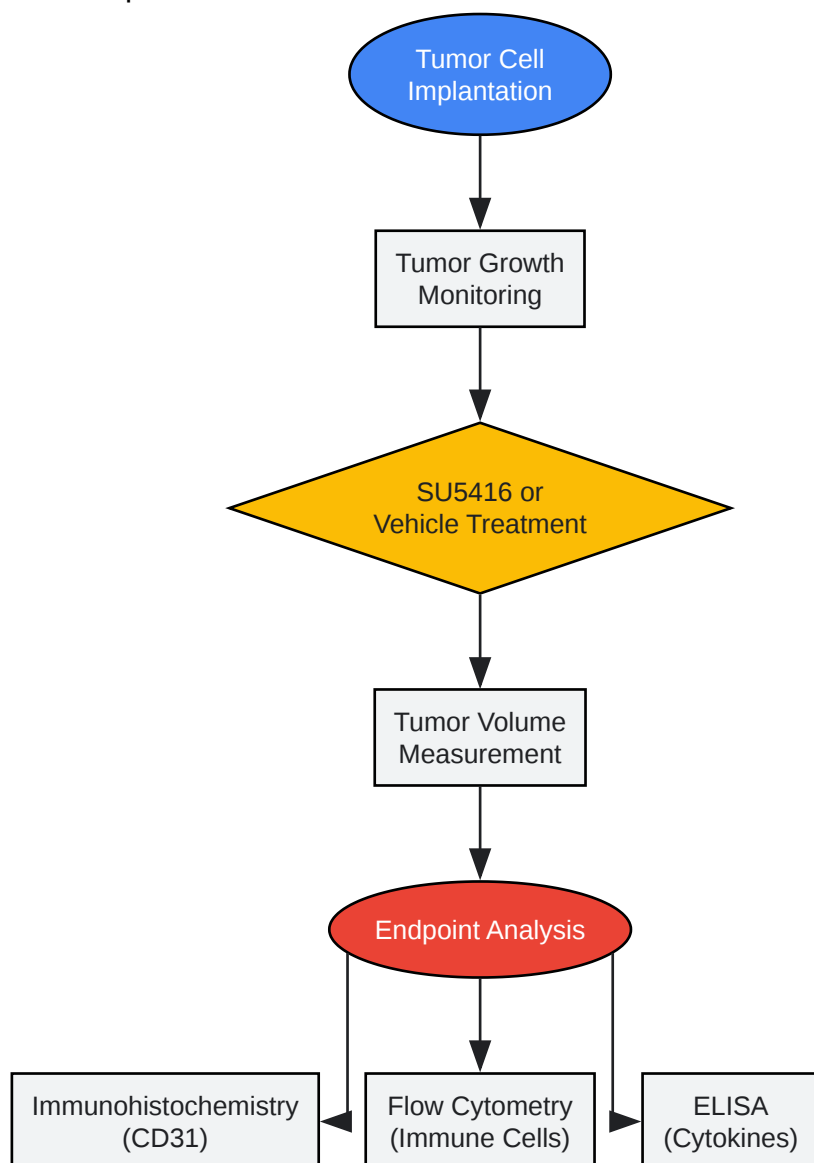 Tumor Cell
Implantation
Tumor Growth
Monitoring
SU5416 or
Vehicle Treatment
Tumor Volume
Measurement
Endpoint Analysis
Immunohistochemistry
(CD31)
Flow Cytometry
(Immune Cells)
ELISA
(Cytokines)